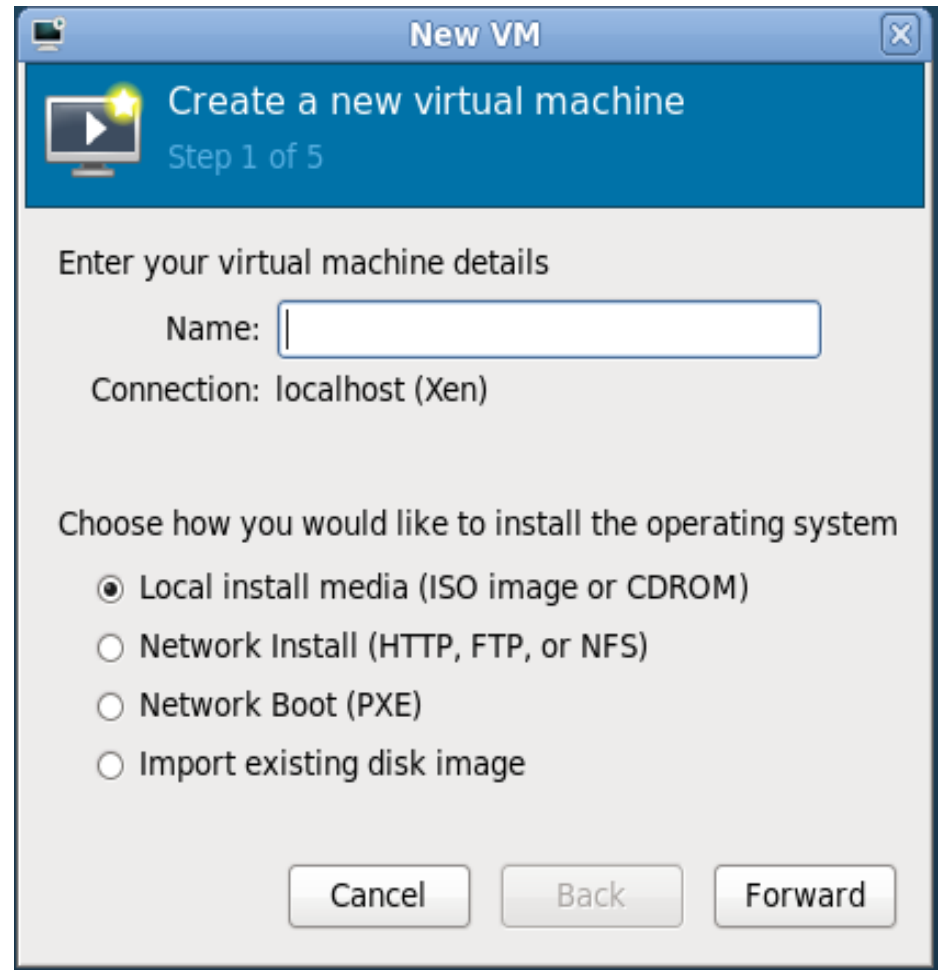 New VM
Create a new virtual machine
Step 1 of 5
Enter your virtual machine details
Name:
Connection: localhost (Xen)
Choose how you would like to install the operating system
Local install media (ISO image or CDROM)
Network Install (HTTP, FTP, or NFS)
Network Boot (PXE)
Import existing disk image
Cancel Back Forward